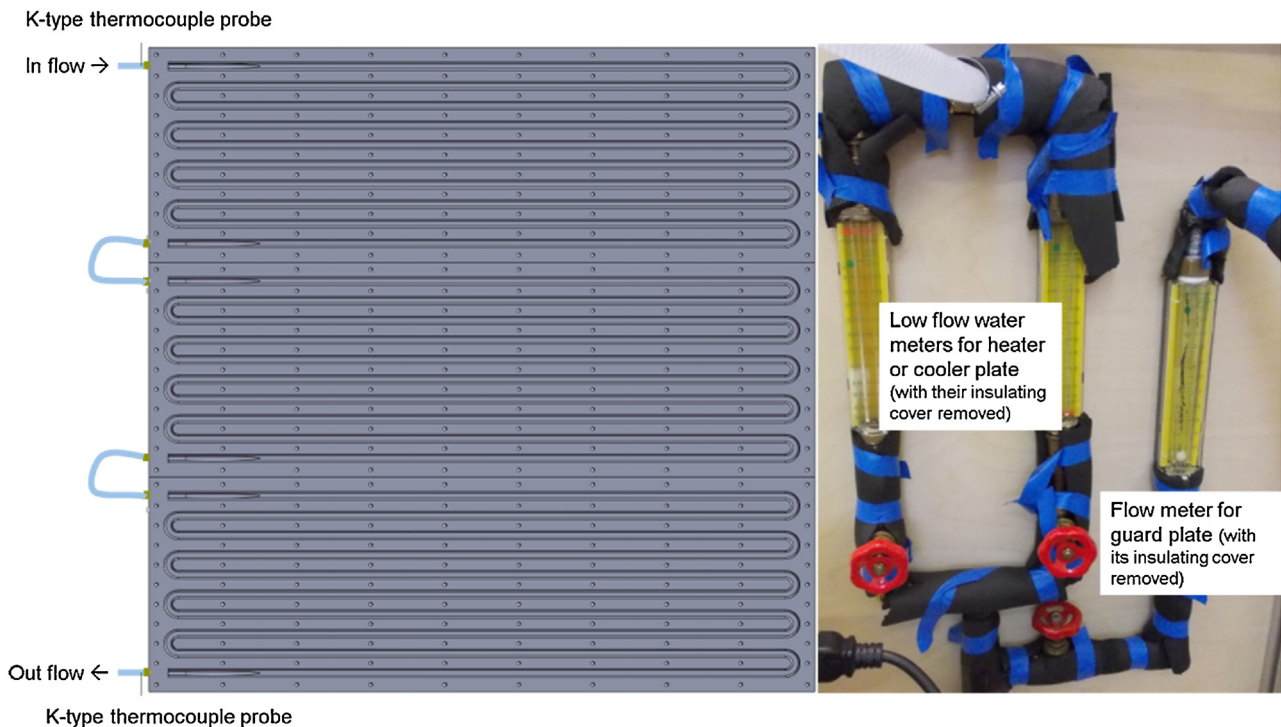 K-type thermocouple probe
In flow →
Low flow water
meters for heater
or cooler plate
(with their insulating
cover removed)
Flow meter for
guard plate (with
its insulating cover
removed)
Out flow ←
K-type thermocouple probe